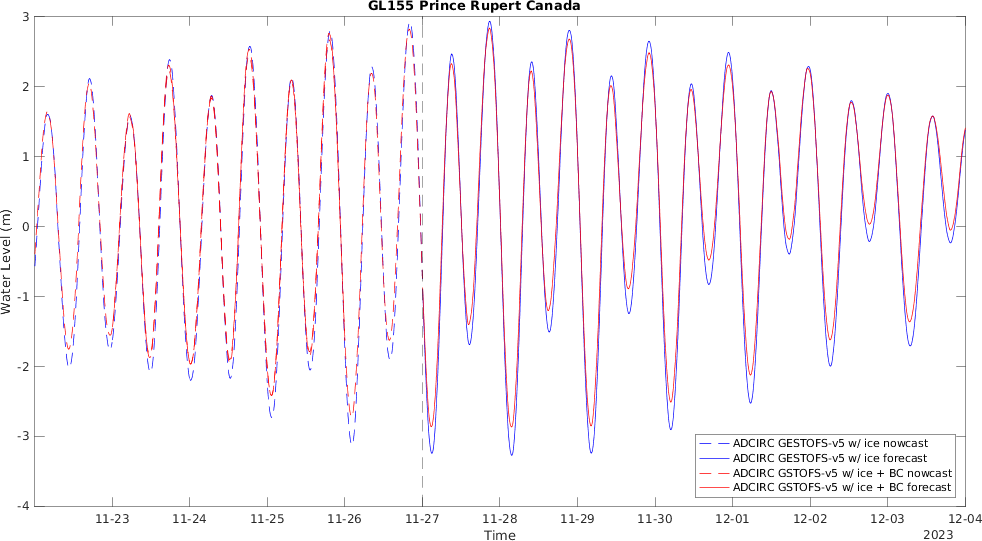 GL155 Prince Rupert Canada
3
2
1
0
-1
-2
-3
-4
Water Level (m)
11-23 11-24 11-25 11-26 11-27 11-28 11-29 11-30 12-01 12-02 12-03 12-04
Time
2023
ADCIRC GESTOFS-v5 w/ ice nowcast
ADCIRC GESTOFS-v5 w/ ice forecast
ADCIRC GSTOFS-v5 w/ ice + BC nowcast
ADCIRC GSTOFS-v5 w/ ice + BC forecast